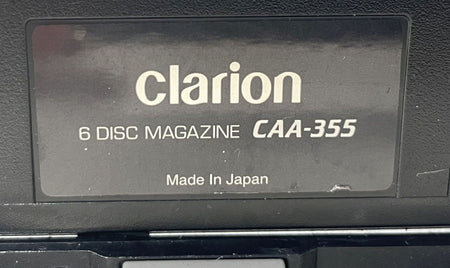 clarion
6 DISC MAGAZINE CAA-355
Made In Japan